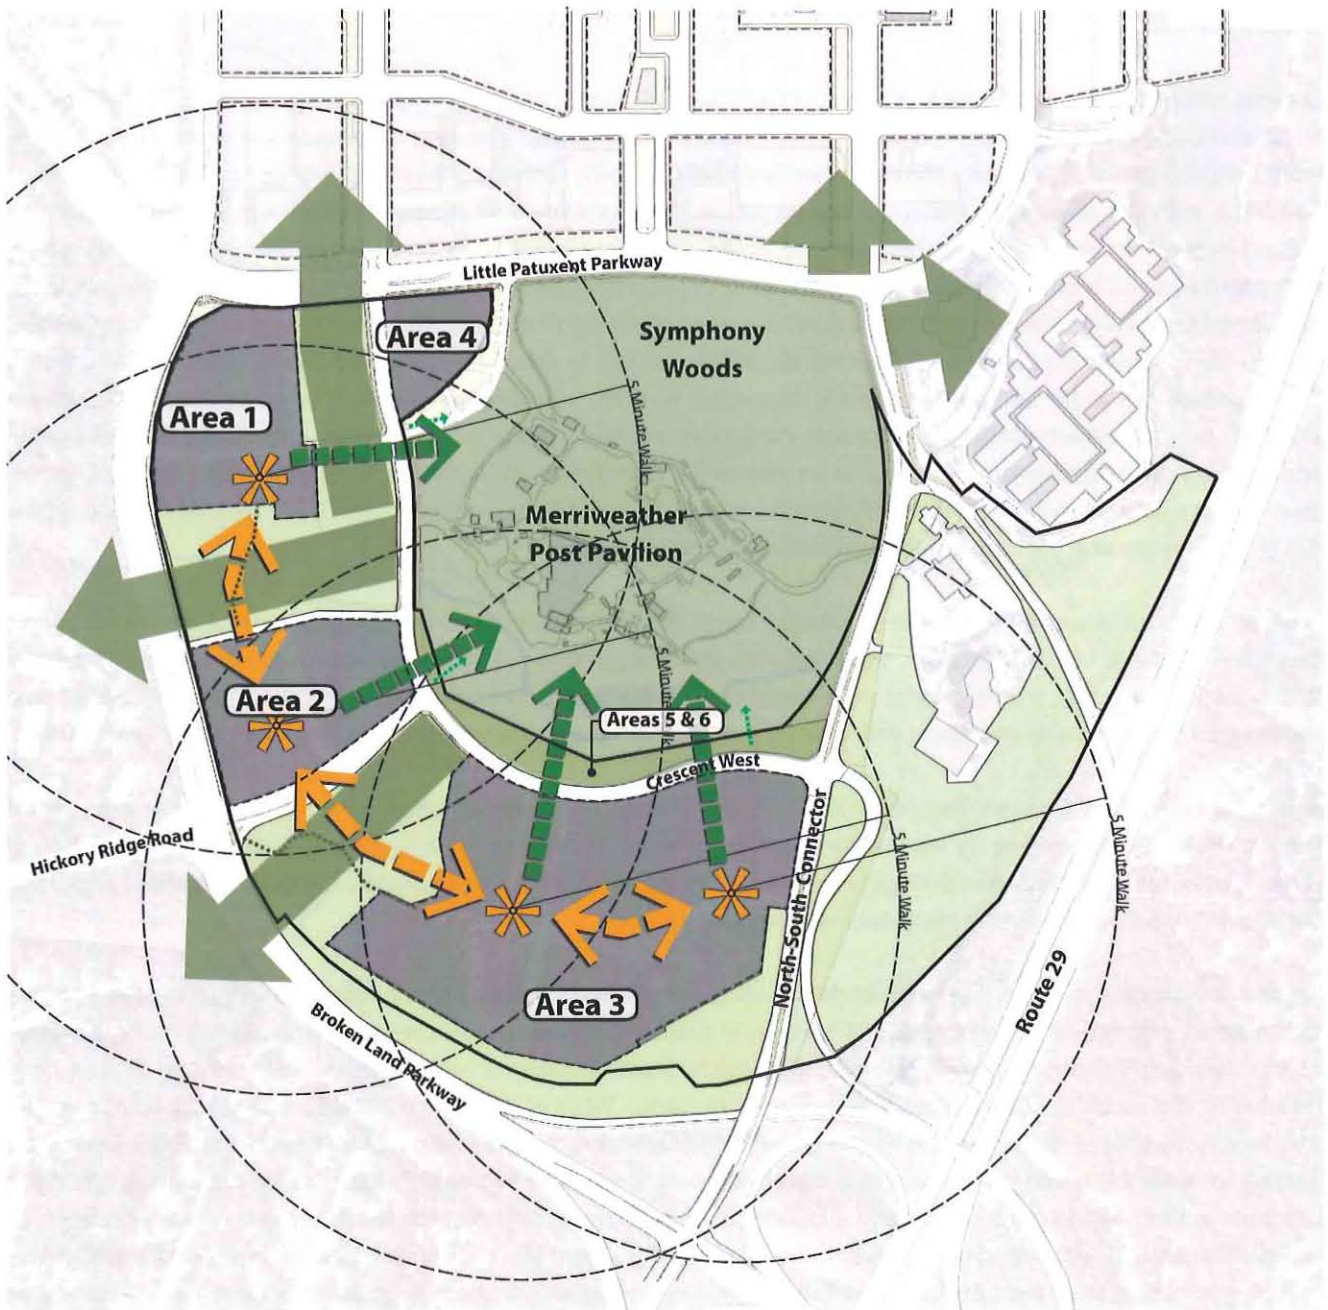 Little Patuxent Parkway
Symphony
Woods
Area 4
Area 1
5 Minute Walk
Merriweather
Post Pavilion
5 Minute Walk
Area 2
Areas 5 & 6
Crescent West
Hickory Ridge Road
North-South Connector
5 Minute Walk
5 Minute Walk
Area 3
Route 29
Broken Land Parkway